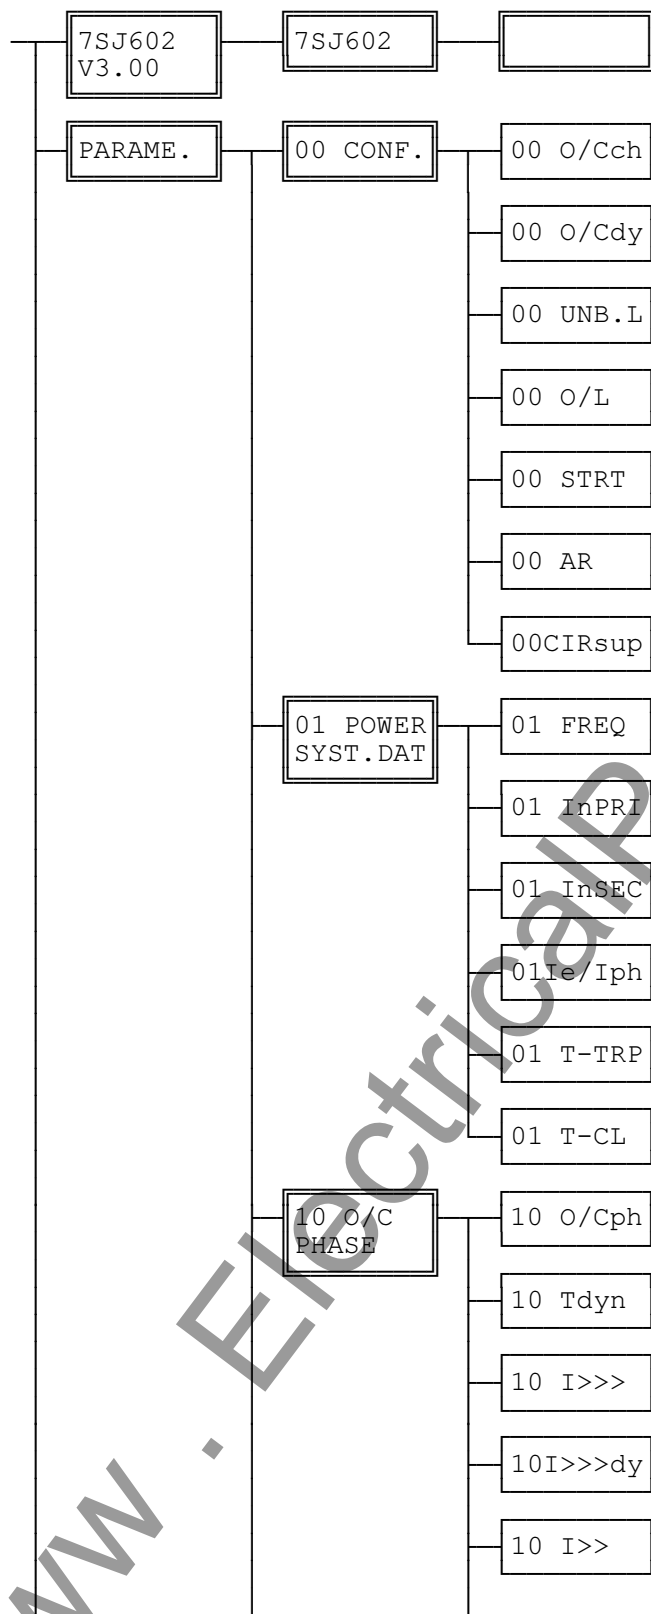 7SJ602
V3.00
7SJ602
PARAME.
00 CONF.
00 O/Cch
00 O/Cdy
00 UNB.L
00 O/L
00 STRT
00 AR
00CIRsup
01 POWER
SYST.DAT
01 FREQ
01 InPRI
01 InSEC
01Ie/Iph
01 T-TRP
01 T-CL
10 O/C
PHASE
10 O/Cph
10 Tdyn
10 I>>>
10I>>>dy
10 I>>
ww . ElectricalP